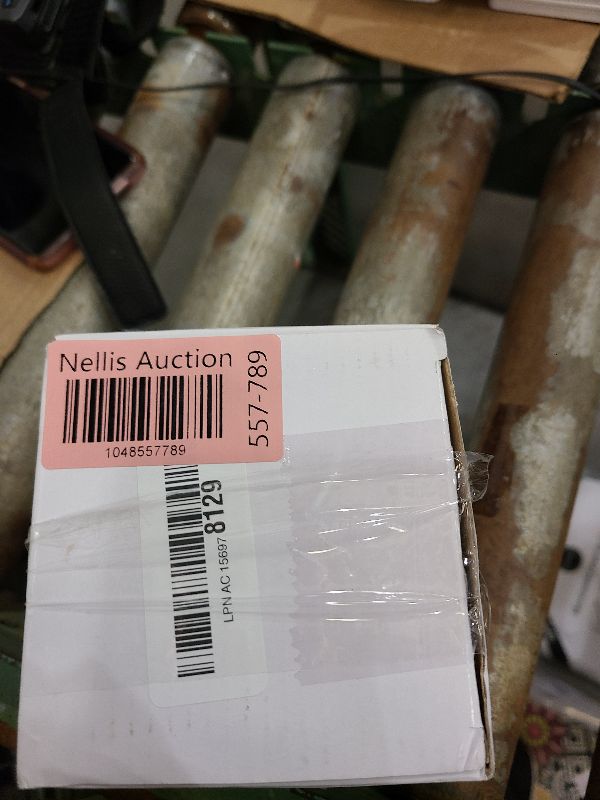 Nellis Auction
1048557789
557-789
LPN AC 15697 8129